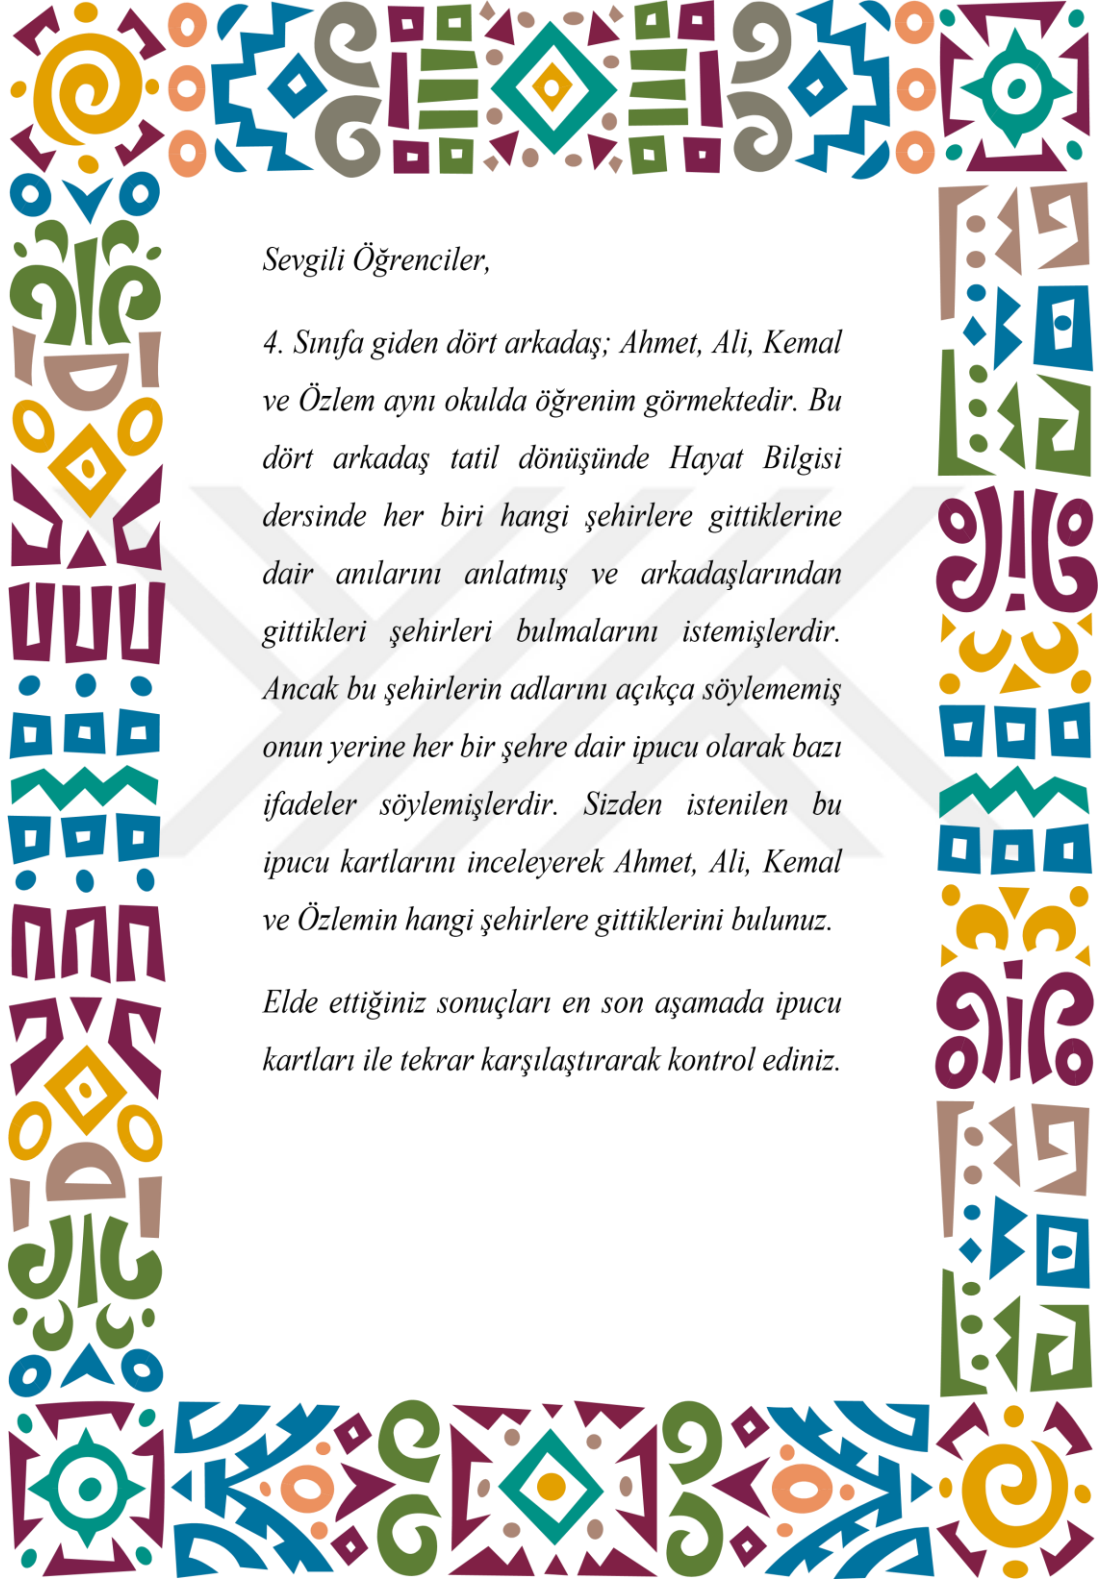 Sevgili Öğrenciler,
4. Sınıfa giden dört arkadaş; Ahmet, Ali, Kemal
ve Özlem aynı okulda öğrenim görmektedir. Bu
dört arkadaş tatil dönüşünde Hayat Bilgisi
dersinde her biri hangi şehirlere gittiklerine
dair anılarını anlatmış ve arkadaşlarından
gittikleri şehirleri bulmalarını istemişlerdir.
Ancak bu şehirlerin adlarını açıkça söylememiş
onun yerine her bir şehre dair ipucu olarak bazı
ifadeler söylemişlerdir. Sizden istenilen bu
ipucu kartlarını inceleyerek Ahmet, Ali, Kemal
ve Özlemin hangi şehirlere gittiklerini bulunuz.
Elde ettiğiniz sonuçları en son aşamada ipucu
kartları ile tekrar karşılaştırarak kontrol ediniz.